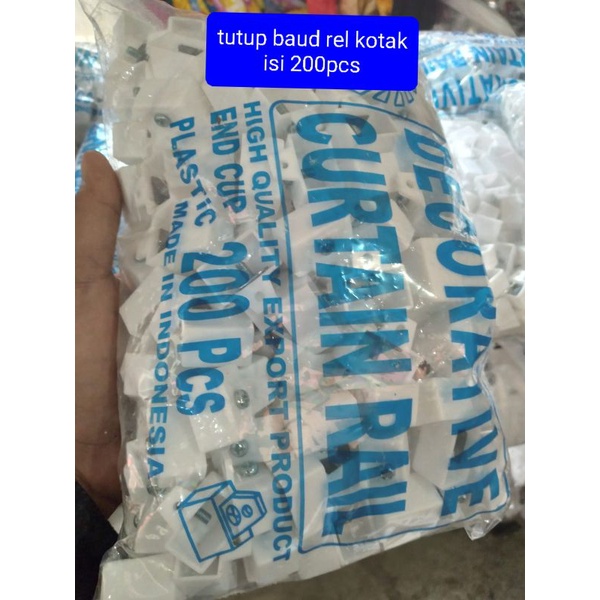 tutup baud rel kotak
isi 200pcs
DECORATIVE
CURTAIN RAIL
HIGH QUALITY EXPORT PRODUCT
END CUP 200 PCS
PLASTIC MADE IN INDONESIA